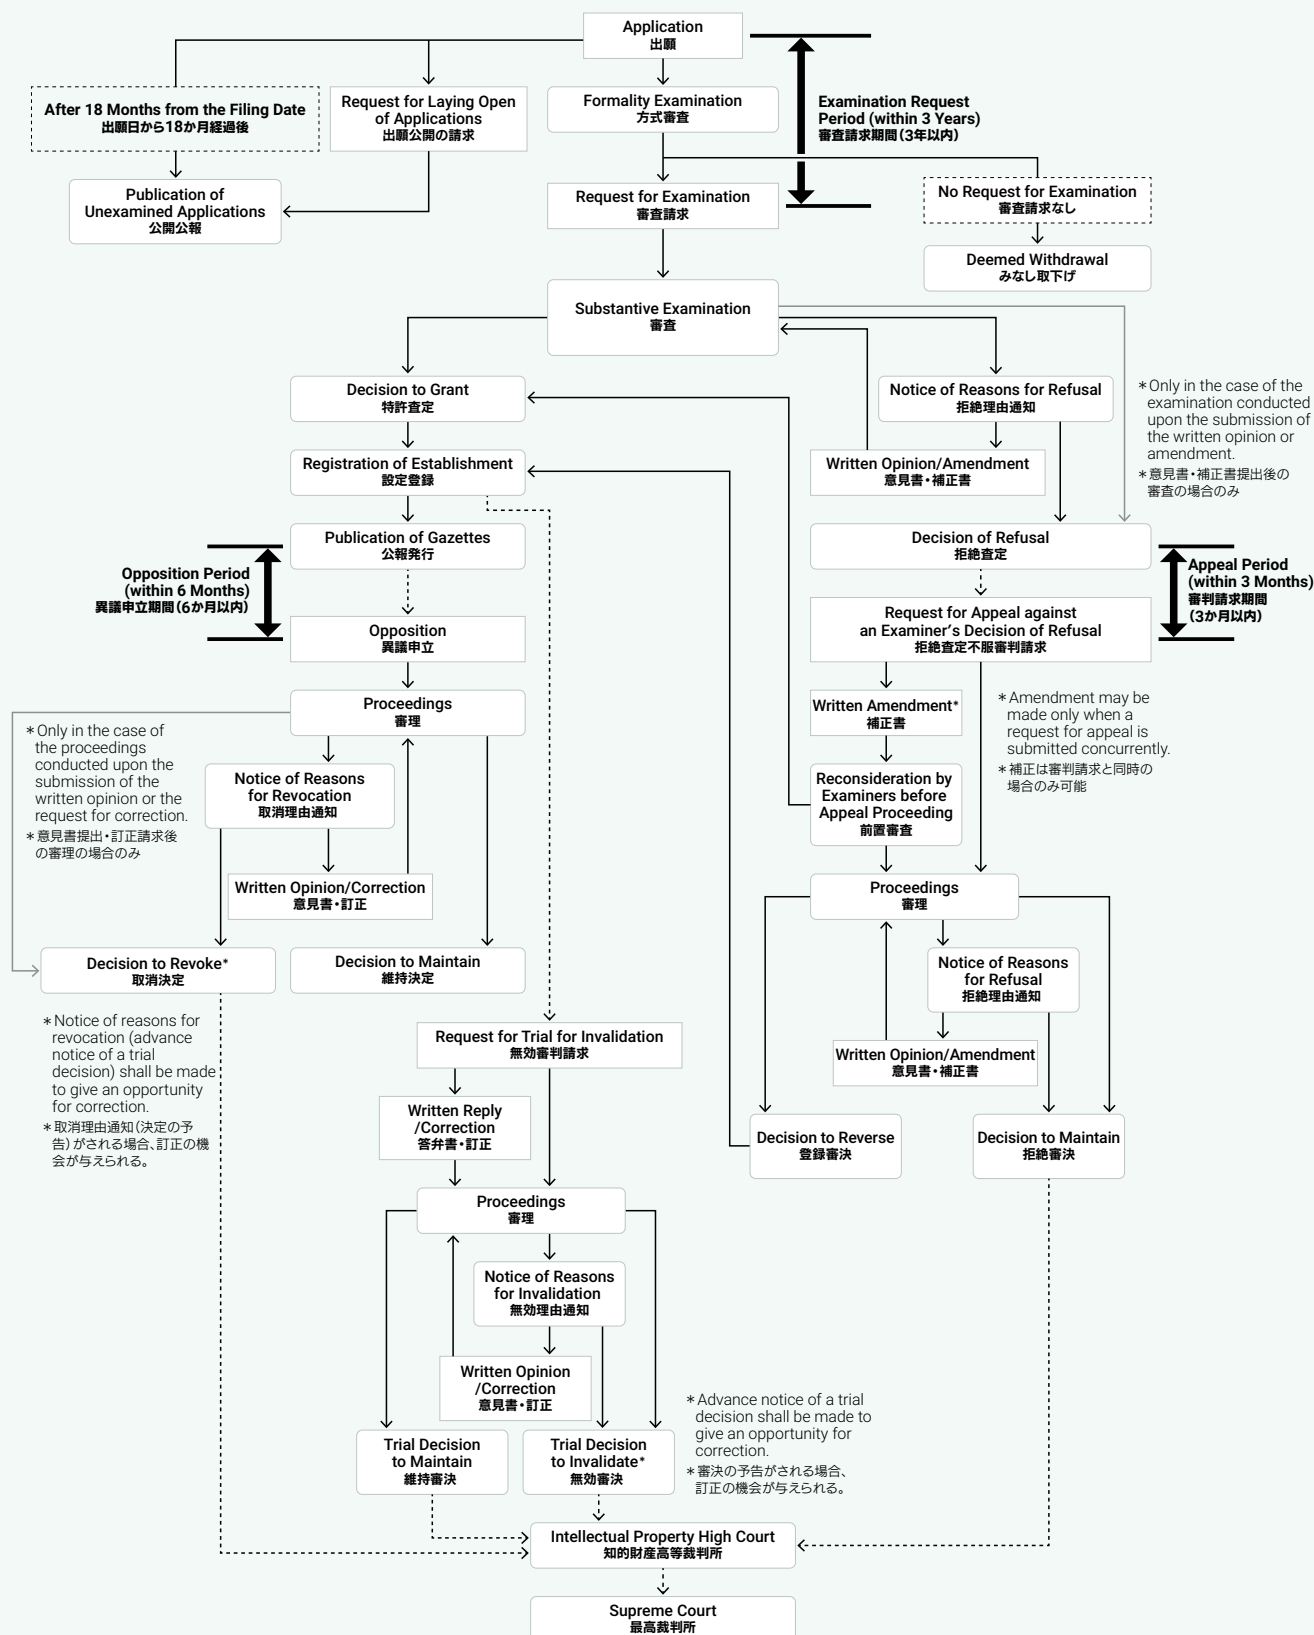 Application
出願
After 18 Months from the Filing Date
出願日から18か月経過後
Request for Laying Open
of Applications
出願公開の請求
Formality Examination
方式審査
Examination Request
Period (within 3 Years)
審査請求期間(3年以内)
Publication of
Unexamined Applications
公開公報
Request for Examination
審査請求
No Request for Examination
審査請求なし
Deemed Withdrawal
みなし取下げ
Substantive Examination
審査
Decision to Grant
特許査定
Notice of Reasons for Refusal
拒絶理由通知
*Only in the case of the
examination conducted
upon the submission of
the written opinion or
amendment.
*意見書・補正書提出後の
審査の場合のみ
Registration of Establishment
設定登録
Written Opinion/Amendment
意見書・補正書
Publication of Gazettes
公報発行
Decision of Refusal
拒絶査定
Opposition Period
(within 6 Months)
異議申立期間(6か月以内)
Appeal Period
(within 3 Months)
審判請求期間
(3か月以内)
Opposition
異議申立
Request for Appeal against
an Examiner's Decision of Refusal
拒絶査定不服審判請求
Proceedings
審理
Written Amendment*
補正書
*Amendment may be
made only when a
request for appeal is
submitted concurrently.
*補正は審判請求と同時の
場合のみ可能
*Only in the case of
the proceedings
conducted upon the
submission of the
written opinion or the
request for correction.
*意見書提出・訂正請求後
の審理の場合のみ
Notice of Reasons
for Revocation
取消理由通知
Reconsideration by
Examiners before
Appeal Proceeding
前置審査
Written Opinion/Correction
意見書・訂正
Proceedings
審理
Decision to Revoke*
取消決定
Decision to Maintain
維持決定
Notice of Reasons
for Refusal
拒絶理由通知
*Notice of reasons for
revocation (advance
notice of a trial
decision) shall be made
to give an opportunity
for correction.
*取消理由通知(決定の予
告)がされる場合、訂正の機
会が与えられる。
Request for Trial for Invalidation
無効審判請求
Written Opinion/Amendment
意見書・補正書
Written Reply
/Correction
答弁書・訂正
Decision to Reverse
登録審決
Decision to Maintain
拒絶審決
Proceedings
審理
Notice of Reasons
for Invalidation
無効理由通知
Written Opinion
/Correction
意見書・訂正
*Advance notice of a trial
decision shall be made to
give an opportunity for
correction.
*審決の予告がされる場合、
訂正の機会が与えられる。
Trial Decision
to Maintain
維持審決
Trial Decision
to Invalidate*
無効審決
Intellectual Property High Court
知的財産高等裁判所
Supreme Court
最高裁判所